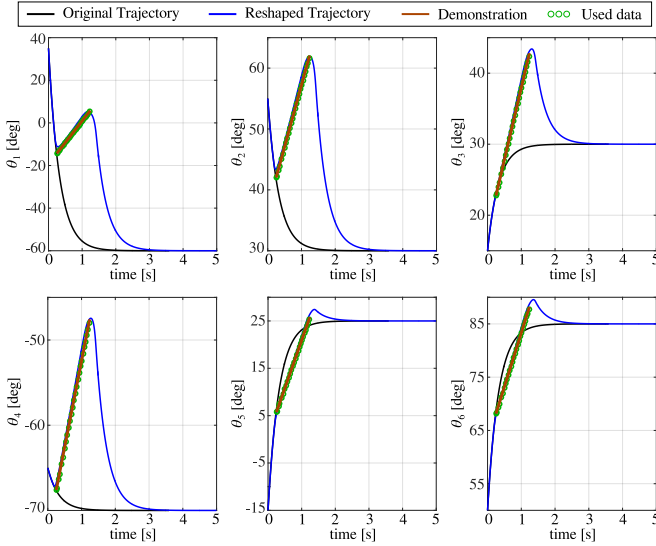 Original Trajectory Reshaped Trajectory Demonstration Used data
40
20
0
-20
-40
-60
θ1 [deg]
0 1 2 3 4 5
time [s]
60
50
40
30
θ2 [deg]
0 1 2 3 4 5
time [s]
40
30
20
θ3 [deg]
0 1 2 3 4 5
time [s]
-50
-60
-70
θ4 [deg]
0 1 2 3 4 5
time [s]
25
15
5
-5
-15
θ5 [deg]
0 1 2 3 4 5
time [s]
85
75
65
55
θ6 [deg]
0 1 2 3 4 5
time [s]